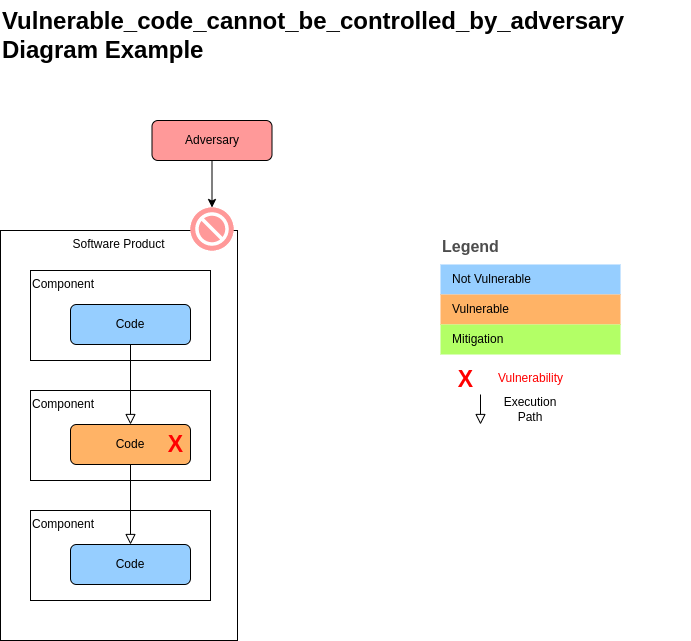 Vulnerable_code_cannot_be_controlled_by_adversary
Diagram Example
Adversary
Software Product
Component
Code
Component
Code X
Component
Code
Legend
Not Vulnerable
Vulnerable
Mitigation
X Vulnerability
Execution
Path